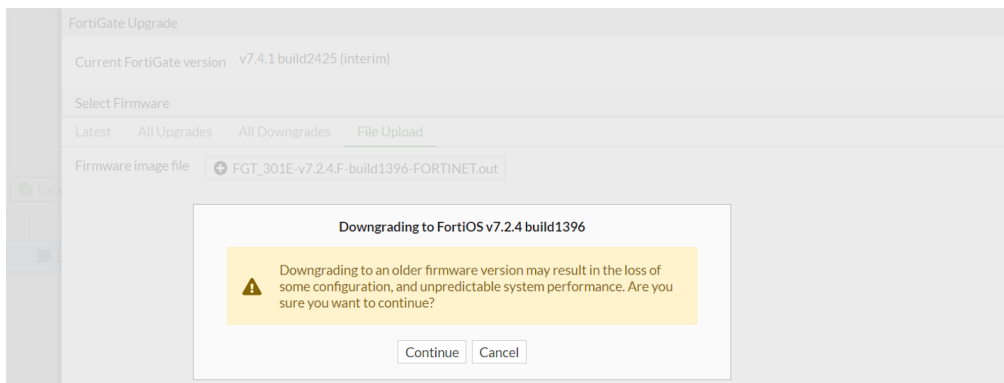 FortiGate Upgrade
Current FortiGate version v7.4.1 build2425 (interim)
Select Firmware
Latest All Upgrades All Downgrades File Upload
Firmware image file FGT_301E-v7.2.4.F-build1396-FORTINET.out
Downgrading to FortiOS v7.2.4 build1396
Downgrading to an older firmware version may result in the loss of
some configuration, and unpredictable system performance. Are you
sure you want to continue?
Continue Cancel